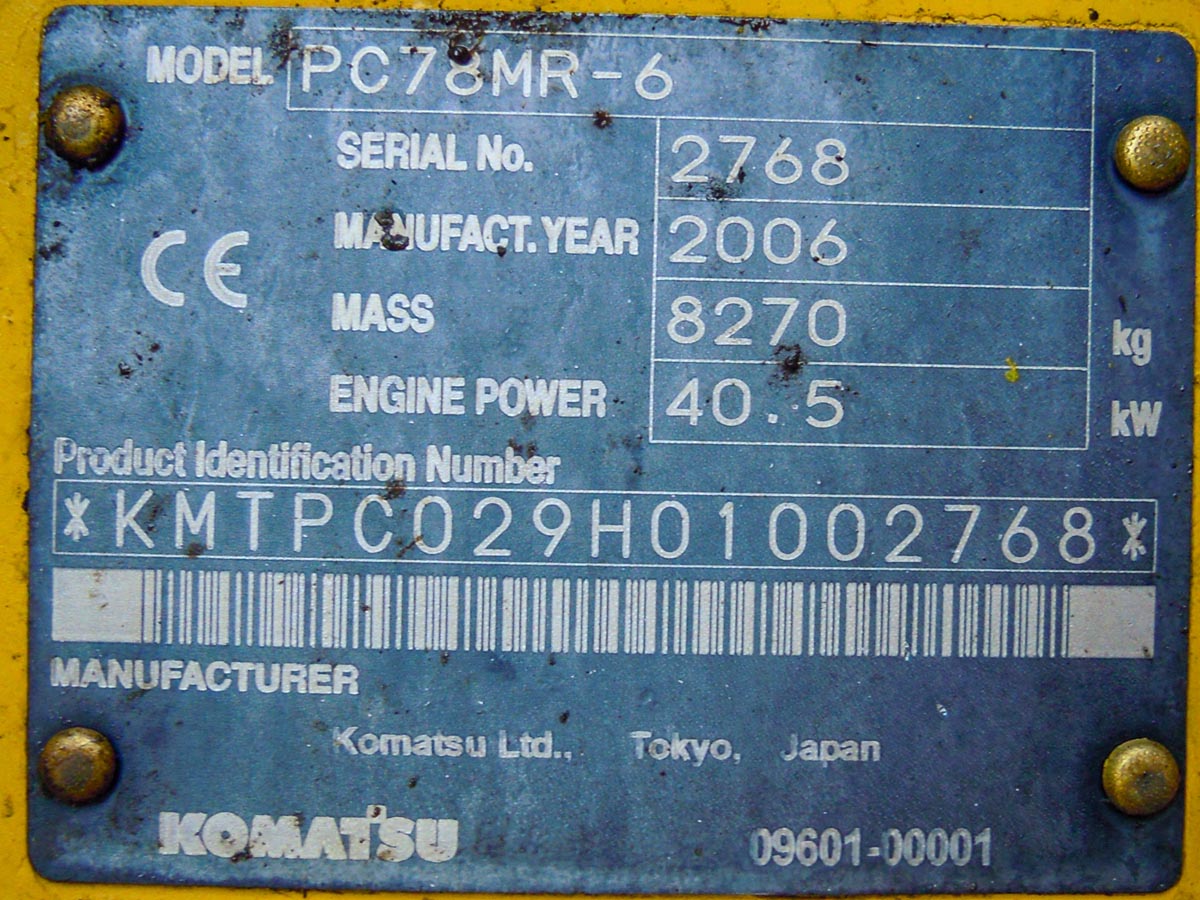 MODEL PC78MR-6
SERIAL No. 2768
MANUFACT. YEAR 2006
CE
MASS 8270 kg
ENGINE POWER 40.5 kW
Product Identification Number
*KMTPC029H01002768*
MANUFACTURER
Komatsu Ltd., Tokyo, Japan
KOMATSU 09601-00001